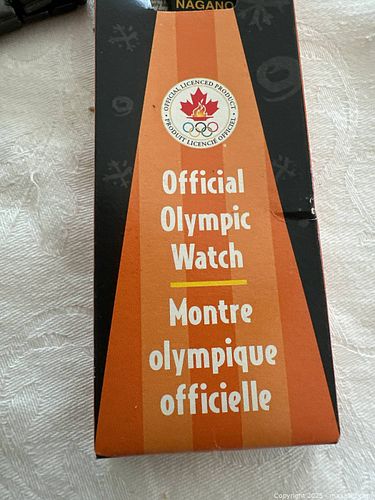 NAGANO
OFFICIAL LICENCED PRODUCT
PRODUIT LICENCIÉ OFFICIEL
Official
Olympic
Watch
Montre
olympique
officielle